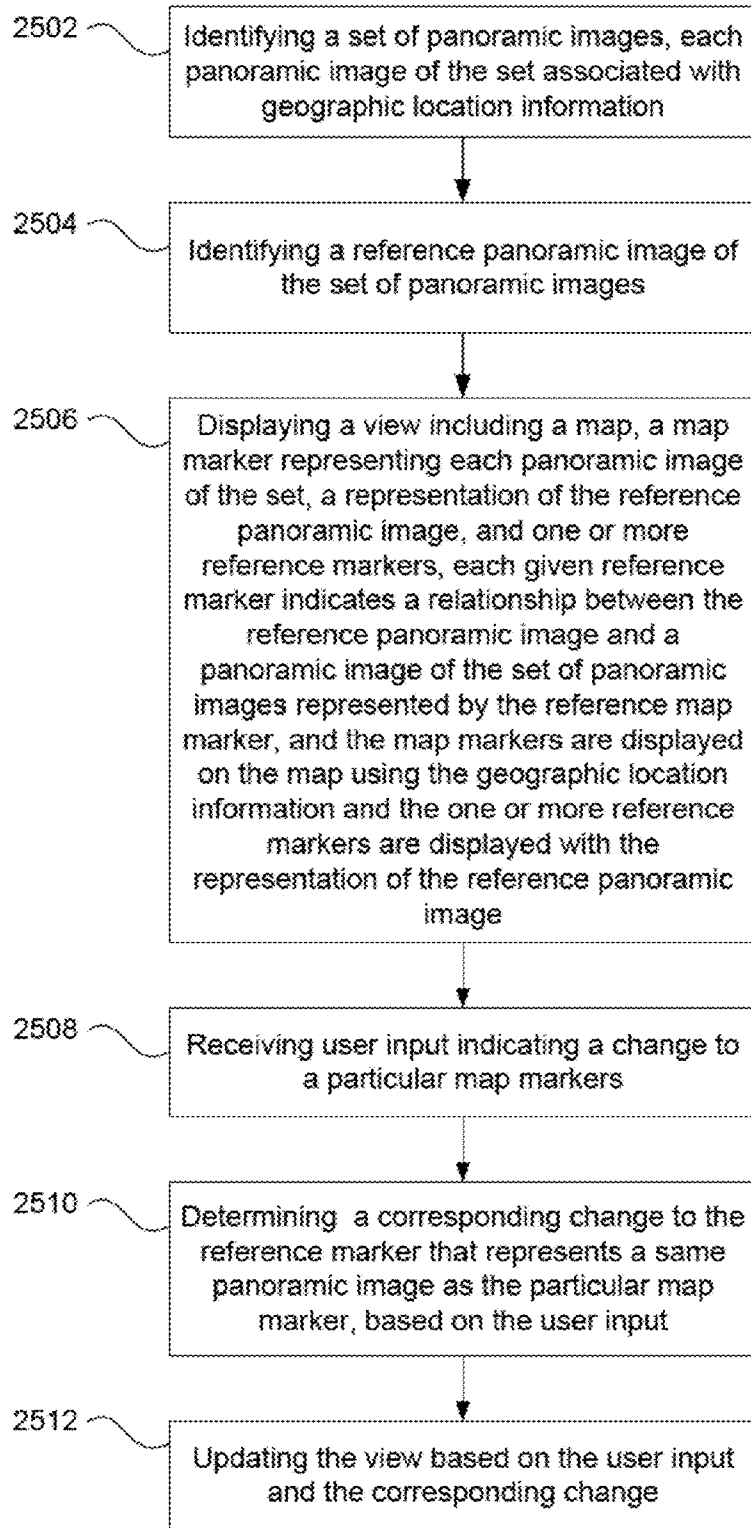 2502
Identifying a set of panoramic images, each
panoramic image of the set associated with
geographic location information
2504
Identifying a reference panoramic image of
the set of panoramic images
2506
Displaying a view including a map, a map
marker representing each panoramic image
of the set, a representation of the reference
panoramic image, and one or more
reference markers, each given reference
marker indicates a relationship between the
reference panoramic image and a
panoramic image of the set of panoramic
images represented by the reference map
marker, and the map markers are displayed
on the map using the geographic location
information and the one or more reference
markers are displayed with the
representation of the reference panoramic
image
2508
Receiving user input indicating a change to
a particular map markers
2510
Determining a corresponding change to the
reference marker that represents a same
panoramic image as the particular map
marker, based on the user input
2512
Updating the view based on the user input
and the corresponding change